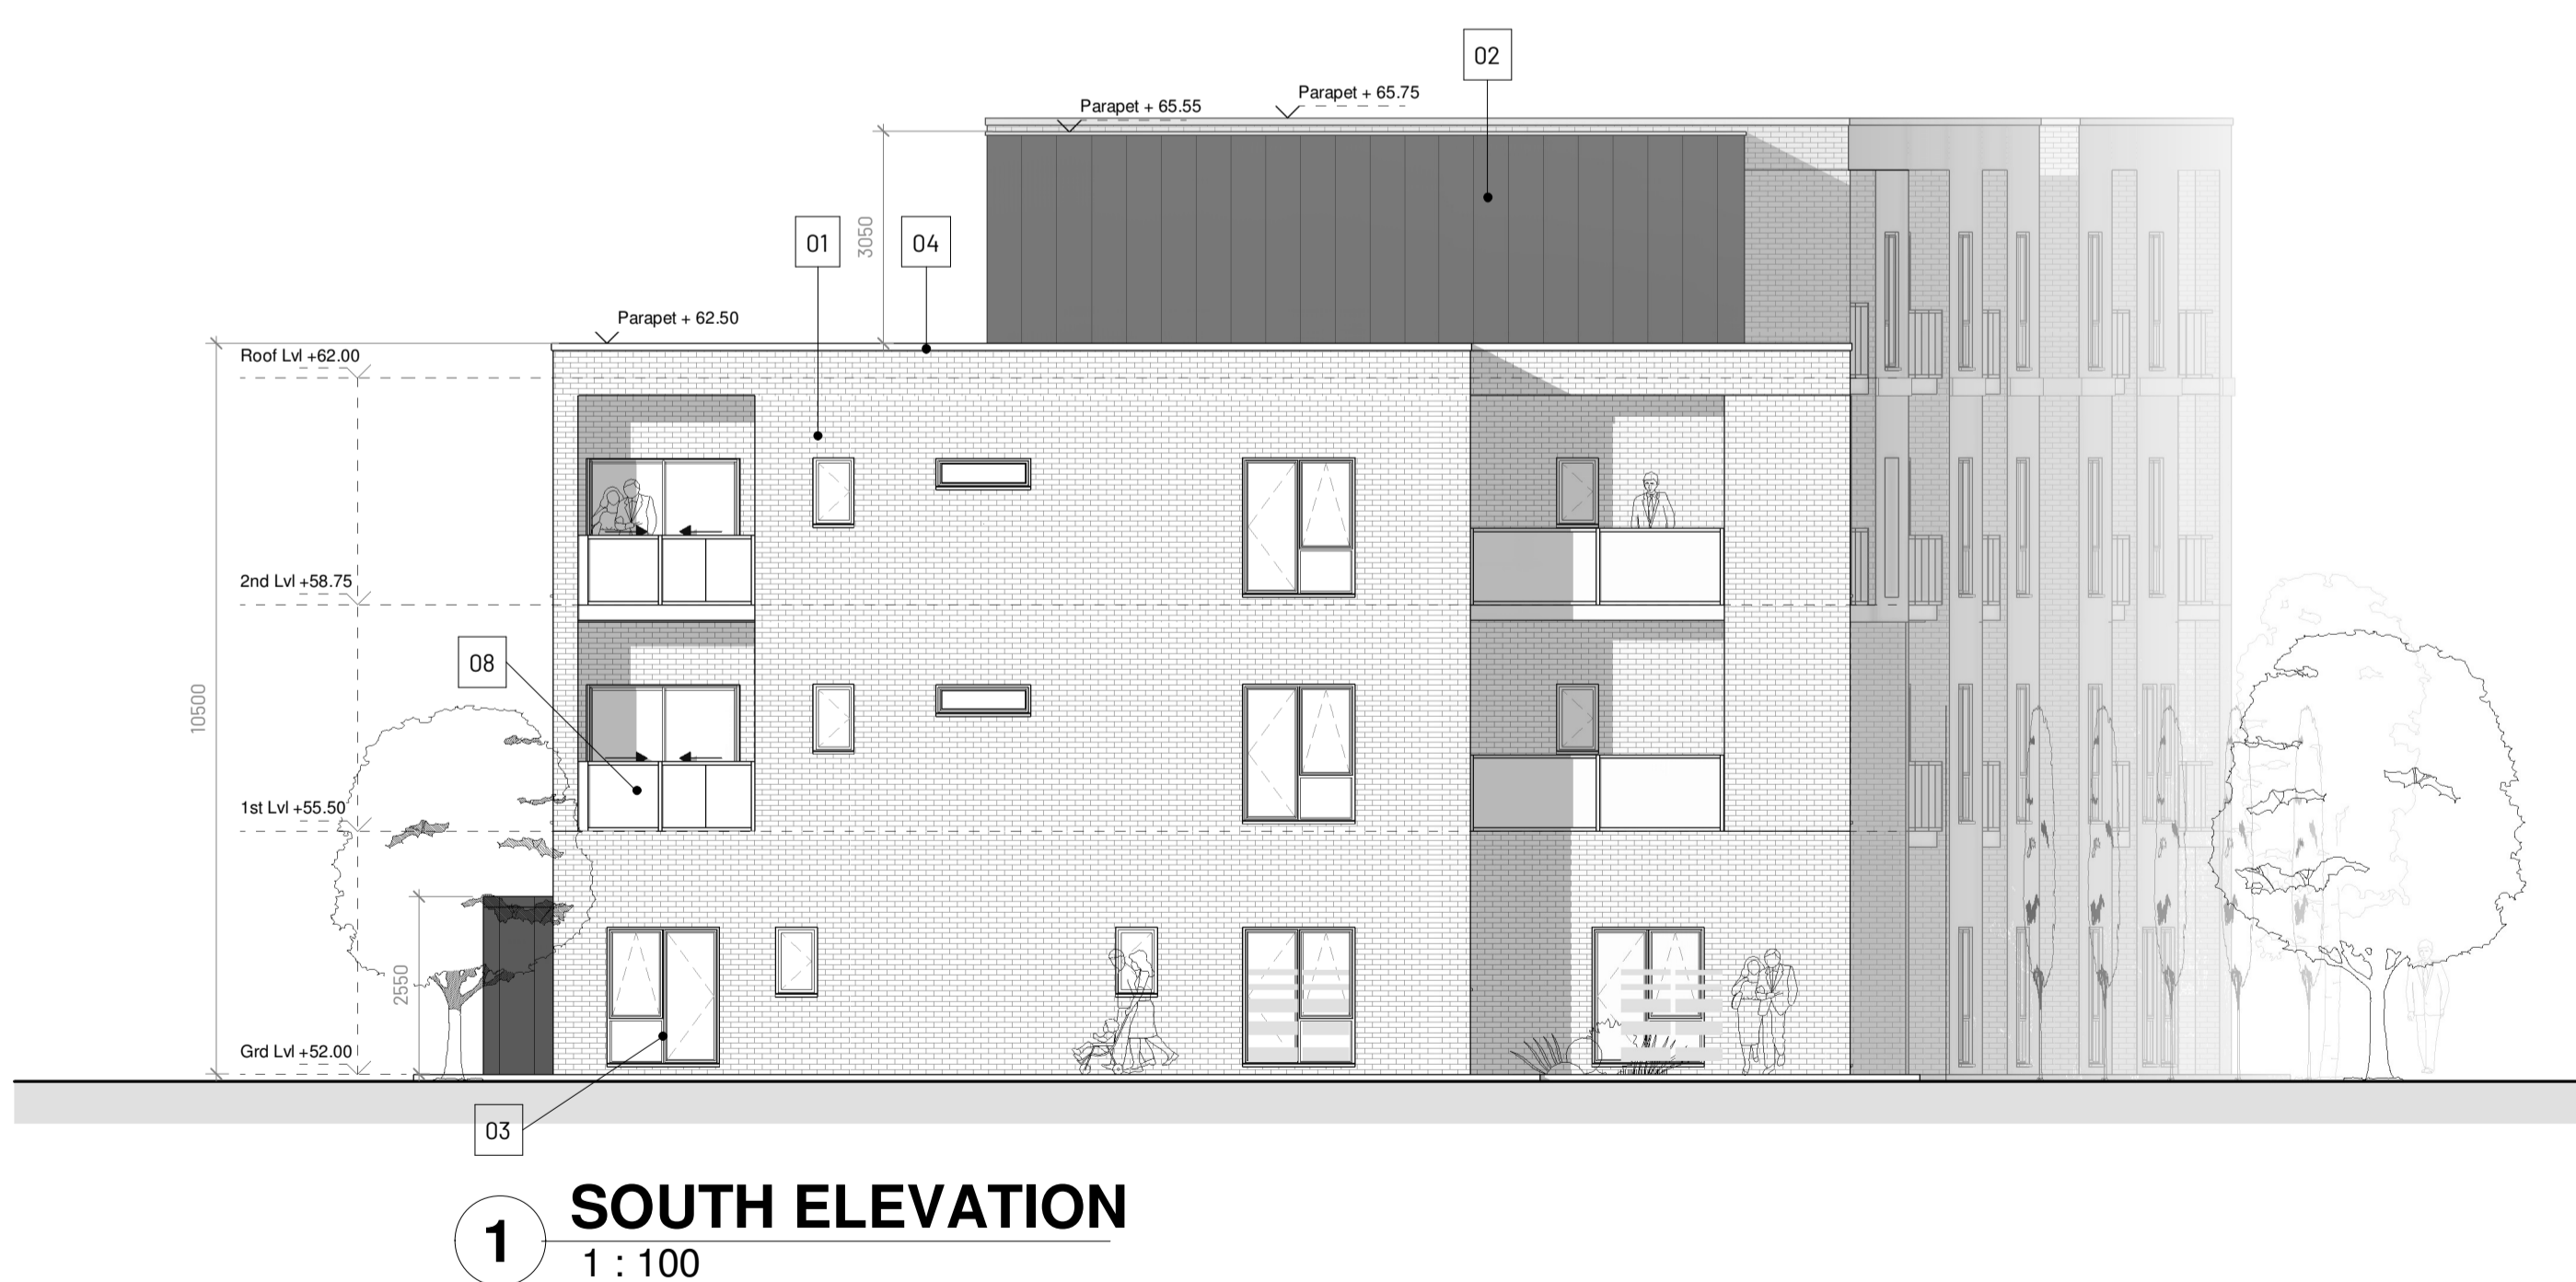 02
Parapet + 65.75
Parapet + 65.55
01
3050
04
Parapet + 62.50
Roof Lvl +62.00
2nd Lvl +58.75
08
10500
1st Lvl +55.50
2550
Grd Lvl +52.00
03
1
SOUTH ELEVATION
1 : 100